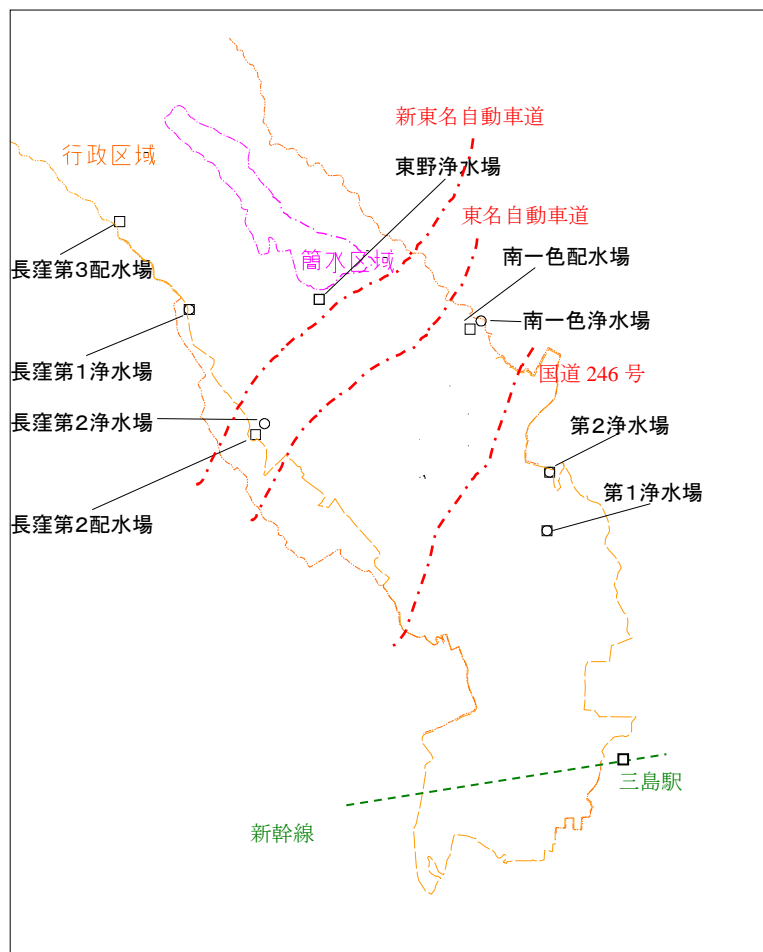 新東名自動車道
行政区域
東野浄水場
東名自動車道
南一色配水場
簡水区域
長窪第3配水場
南一色浄水場
長窪第1浄水場
国道 246 号
長窪第2浄水場
第2浄水場
第1浄水場
長窪第2配水場
三島駅
新幹線